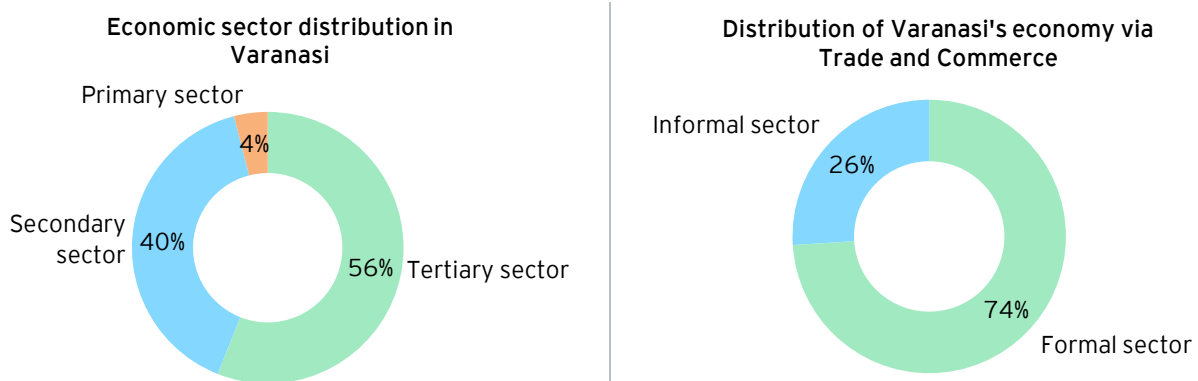 Economic sector distribution in
Varanasi
Primary sector
4%
Secondary
sector
40%
56%
Tertiary sector
Distribution of Varanasi's economy via
Trade and Commerce
Informal sector
26%
74%
Formal sector